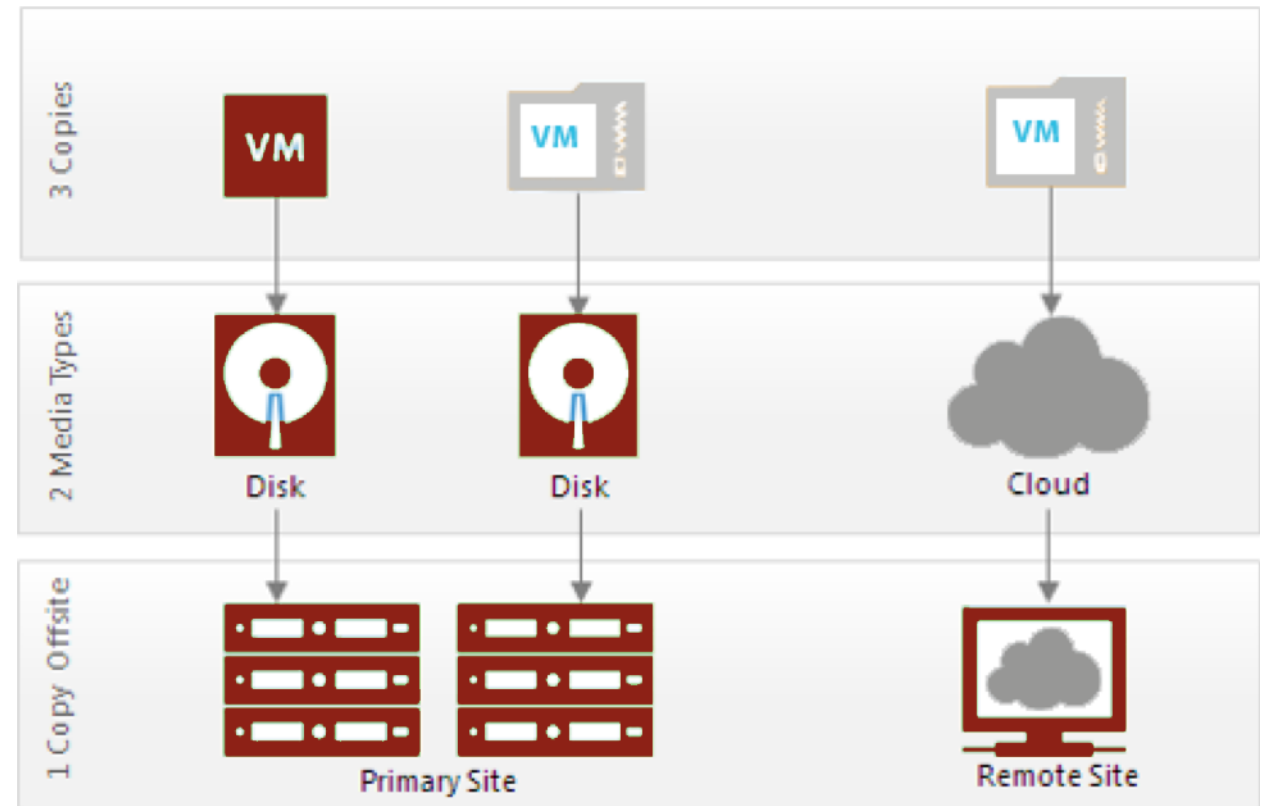 3 Copies
VM
VM
VM
2 Media Types
Disk
Disk
Cloud
1 Copy Offsite
Primary Site
Remote Site